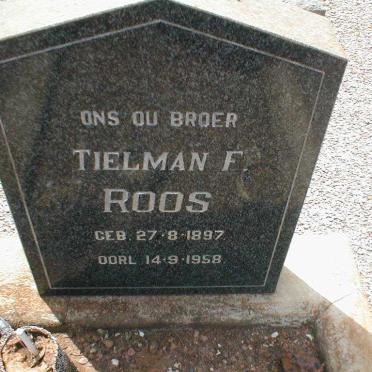 ONS OU BROER
TIELMAN F.
ROOS
GEB. 27·8·1897
OORL 14·9·1958